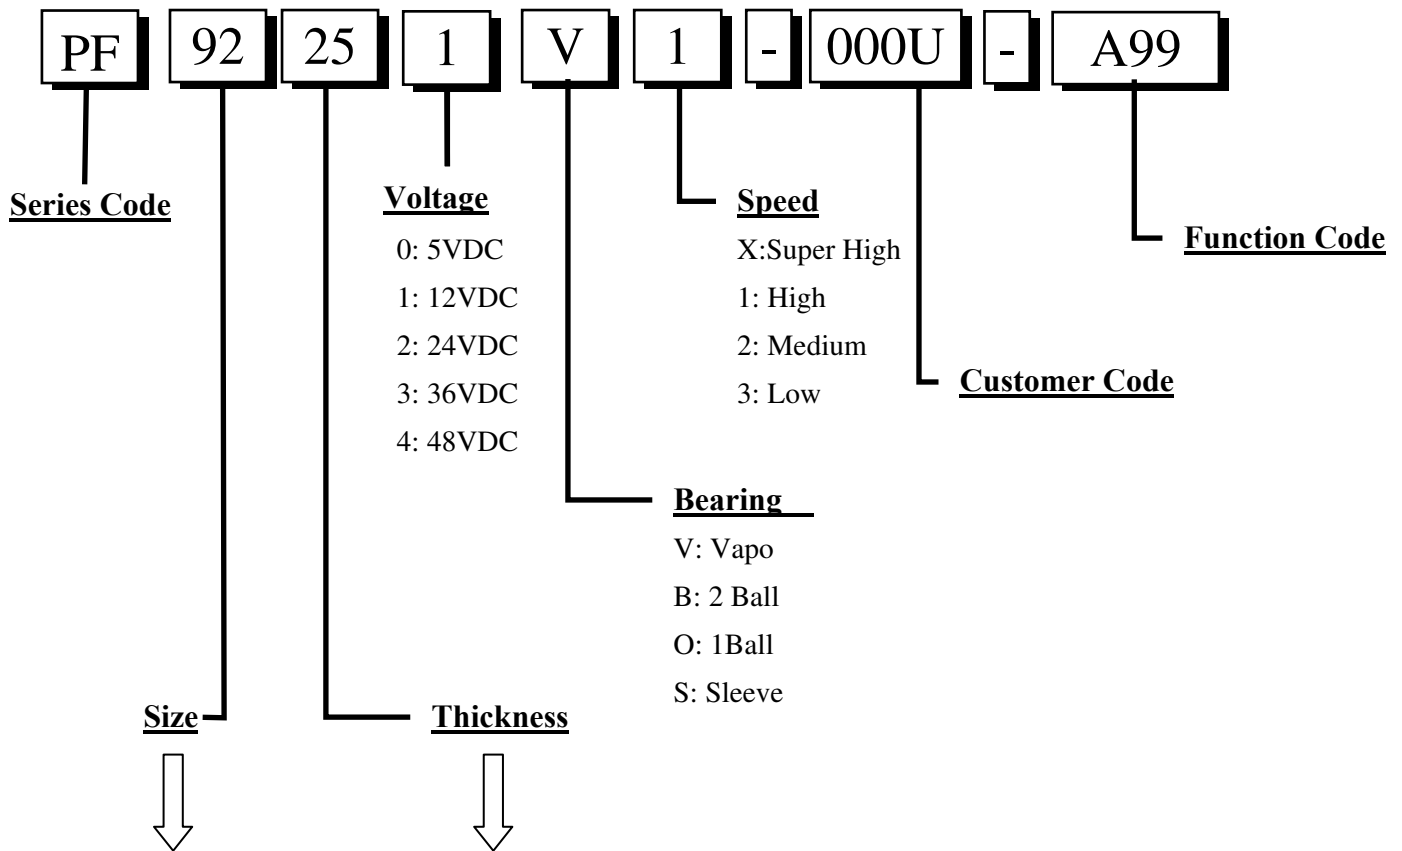 PF 92 25 1 V 1 - 000U - A99
Series Code
Voltage
0: 5VDC
1: 12VDC
2: 24VDC
3: 36VDC
4: 48VDC
Speed
X:Super High
1: High
2: Medium
3: Low
Function Code
Customer Code
Bearing
V: Vapo
B: 2 Ball
O: 1Ball
S: Sleeve
Size
Thickness